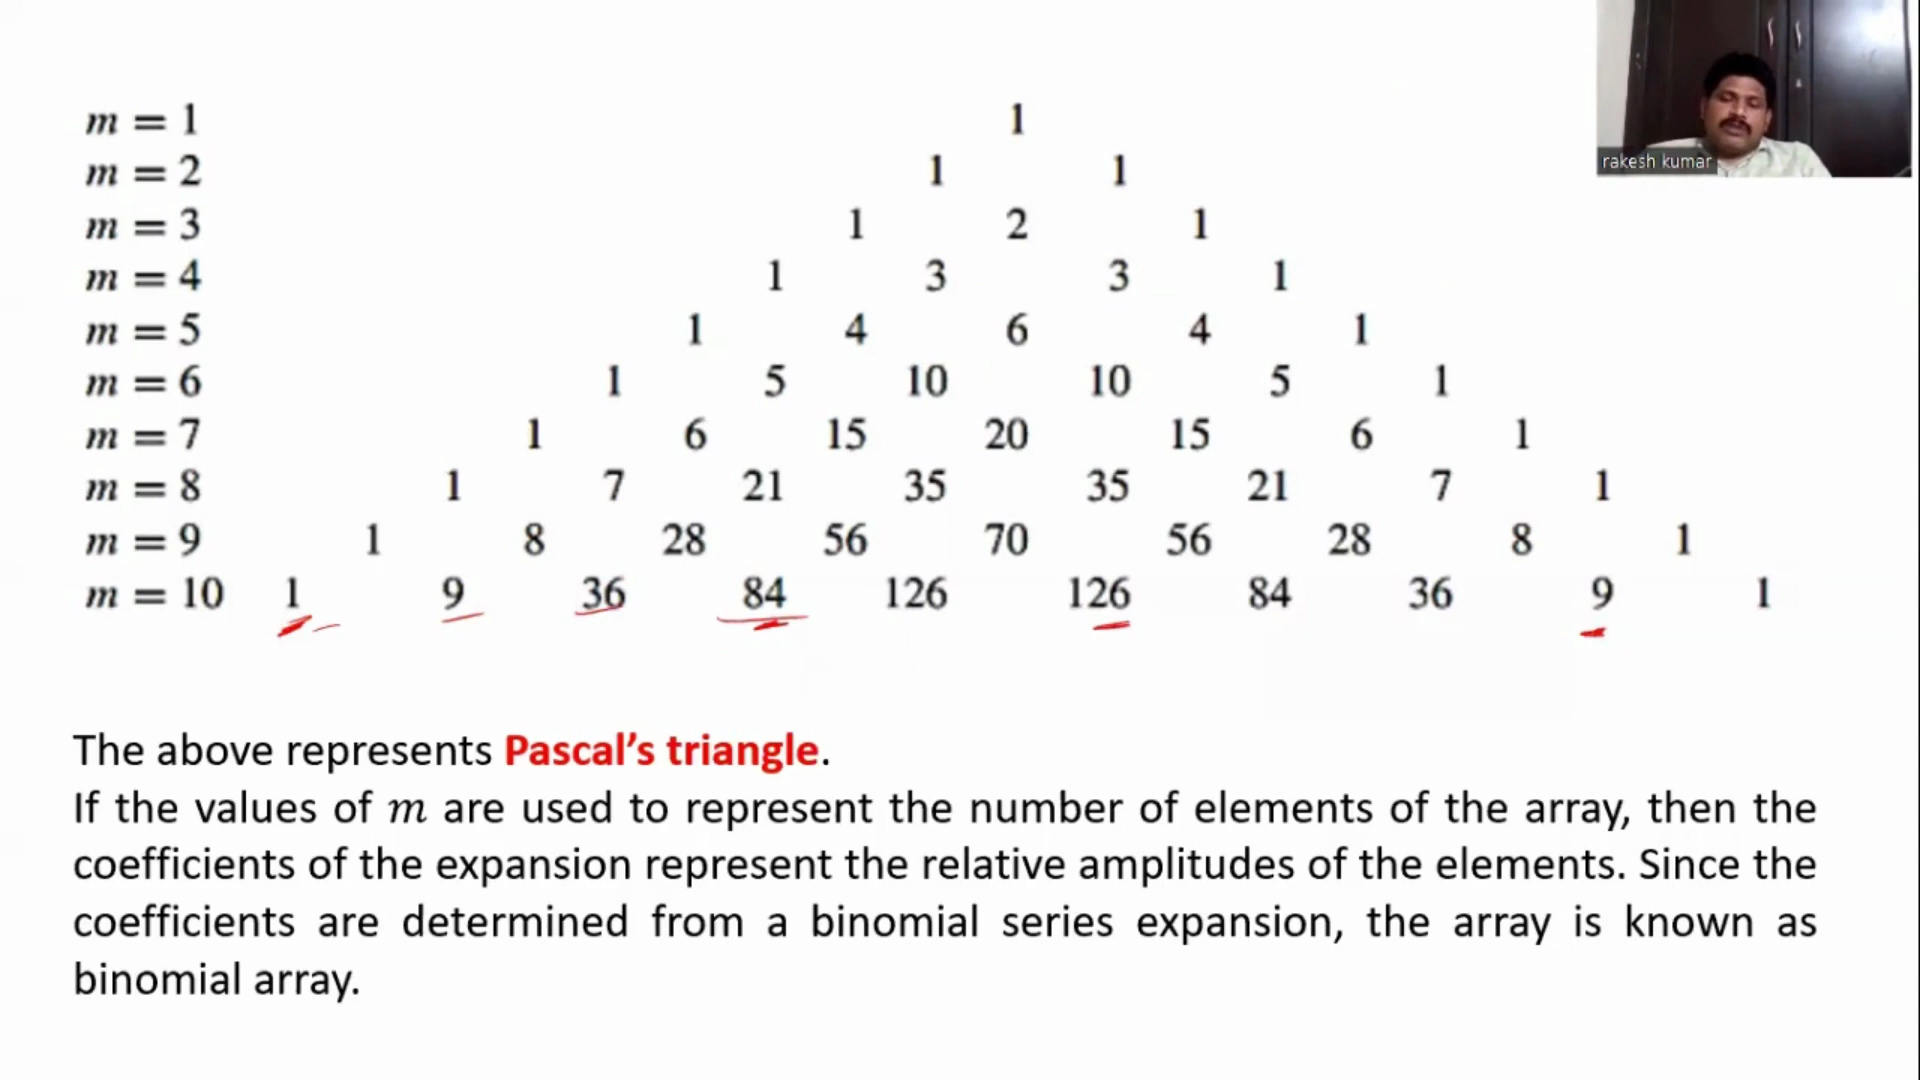 m = 1 1
rakesh kumar
m = 2 1 1
m = 3 1 2 1
m = 4 1 3 3 1
m = 5 1 4 6 4 1
m = 6 1 5 10 10 5 1
m = 7 1 6 15 20 15 6 1
m = 8 1 7 21 35 35 21 7 1
m = 9 1 8 28 56 70 56 28 8 1
m = 10 1 9 36 84 126 126 84 36 9 1
The above represents Pascal’s triangle.
If the values of m are used to represent the number of elements of the array, then the
coefficients of the expansion represent the relative amplitudes of the elements. Since the
coefficients are determined from a binomial series expansion, the array is known as
binomial array.